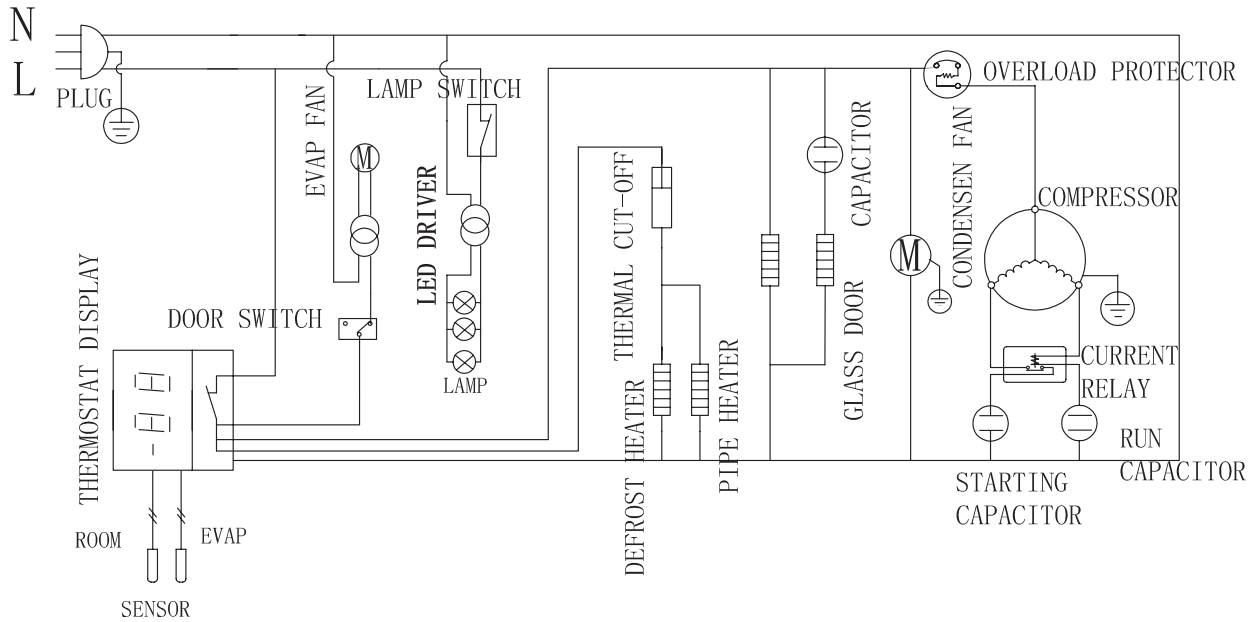 N
L
PLUG
EVAP FAN
M
LAMP SWITCH
LED DRIVER
LAMP
DOOR SWITCH
THERMOSTAT DISPLAY
ROOM
EVAP
SENSOR
THERMAL CUT-OFF
DEFROST HEATER
PIPE HEATER
CAPACITOR
GLASS DOOR
M
CONDENSEN FAN
OVERLOAD PROTECTOR
COMPRESSOR
CURRENT
RELAY
STARTING
CAPACITOR
RUN
CAPACITOR